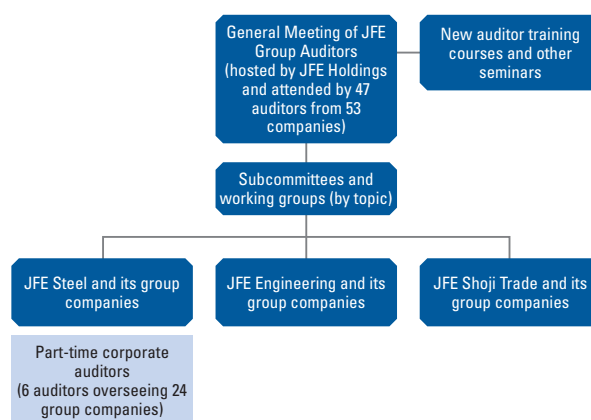 General Meeting of JFE
Group Auditors
(hosted by JFE Holdings
and attended by 47
auditors from 53
companies)
New auditor training
courses and other
seminars
Subcommittees and
working groups (by topic)
JFE Steel and its group
companies
JFE Engineering and its
group companies
JFE Shoji Trade and its
group companies
Part-time corporate
auditors
(6 auditors overseeing 24
group companies)